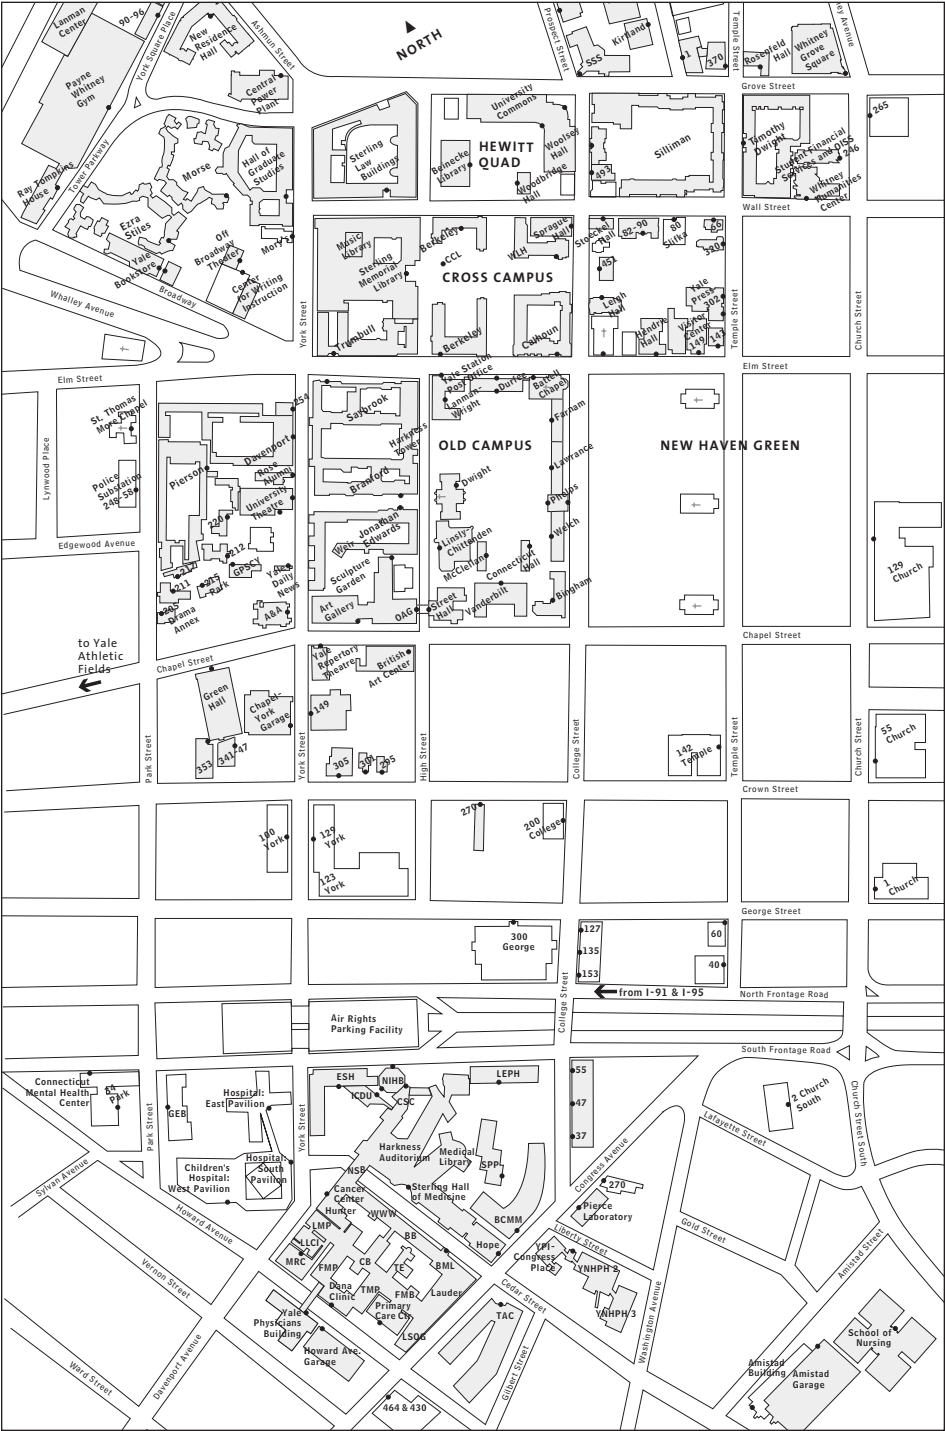 Lanman
Center
90-96
York Square Place
New
Residence
Hall
Ashmun Street
NORTH
Prospect Street
Kirtland
SSS
1
370
Temple Street
Rosenfeld
Hall
Whitney
Grove
Square
ney Avenue
Payne
Whitney
Gym
Central
Power
Plant
Grove Street
Tower Parkway
Ray Tompkins
House
Morse
Hall of
Graduate
Studies
Ezra
Stiles
Sterling
Law
Buildings
University
Commons
HEWITT
QUAD
Beinecke
Library
Woolsey
Hall
Woodbridge
Hall
Silliman
493
Timothy
Dwight
Student Financial
Services and OISS
246
Whitney
Humanities
Center
265
Wall Street
Yale
Bookstore
Off
Broadway
Theater
Mory's
Center
for Writing
Instruction
Broadway
Whalley Avenue
York Street
Music
Library
Sterling
Memorial
Library
Berkeley
CCL
WLH
Sprague
Hall
CROSS CAMPUS
Trumbull
Berkeley
Calhoun
Stoeckel
Hall
82-90
80
Slifka
66
390
451
Leigh
Hall
Hendrie
Hall
Yale
Press
302
Visitor
Center
149
143
Temple Street
Church Street
Elm Street
Elm Street
Lynwood Place
St. Thomas
More Chapel
Police
Substation
248-58
Edgewood Avenue
254
Davenport
Pierson
Rose
Alumni
University
Theatre
220
212
217
211
215
Park
GPSCY
205
Drama
Annex
A&A
Yale
Daily
News
Saybrook
Harkness
Tower
Branford
Jonathan
Edwards
Weir
Sculpture
Garden
Art
Gallery
OAG
Street
Hall
Yale Station
Post Office
Lanman-
Wright
Durfee
Battell
Chapel
Farnam
OLD CAMPUS
Lawrance
Dwight
Phelps
Linsly-
Chittenden
McClellan
Connecticut
Hall
Welch
Vanderbilt
Bingham
NEW HAVEN GREEN
129
Church
Chapel Street
to Yale
Athletic
Fields
Chapel Street
Green
Hall
Chapel-
York
Garage
353
341-47
Park Street
York Street
Yale
Repertory
Theatre
British
Art Center
149
305
301
295
High Street
College Street
142
Temple
Temple Street
Church Street
55
Church
Crown Street
100
York
129
York
123
York
270
200
College
1
Church
George Street
300
George
127
135
153
60
40
from I-91 & I-95
North Frontage Road
College Street
Air Rights
Parking Facility
South Frontage Road
Connecticut
Mental Health
Center
34
Park
Park Street
GEB
Hospital:
East Pavilion
Children's
Hospital:
West Pavilion
Hospital:
South
Pavilion
York Street
ESH
NIHB
ICDU
CSC
LEPH
Harkness
Auditorium
Medical
Library
SPP
NSB
Sterling Hall
of Medicine
BCMM
Hope
55
47
37
Congress Avenue
2 Church
South
Lafayette Street
Church Street South
Sylvan Avenue
Howard Avenue
Vernon Street
Ward Street
Davenport Avenue
Cancer
Center
Hunter
WWW
LMP
LLCI
BB
MRC
FMP
CB
TE
BML
Dana
Clinic
TMP
FMB
Lauder
Primary
Care Ctr.
LSOG
Yale
Physicians
Building
Howard Ave.
Garage
270
Pierce
Laboratory
Liberty Street
YPI-
Congress
Place
YNHPH 2
YNHPH 3
Cedar Street
TAC
Gilbert Street
Washington Avenue
Gold Street
Amistad Street
School of
Nursing
Amistad
Building
Amistad
Garage
464 & 430